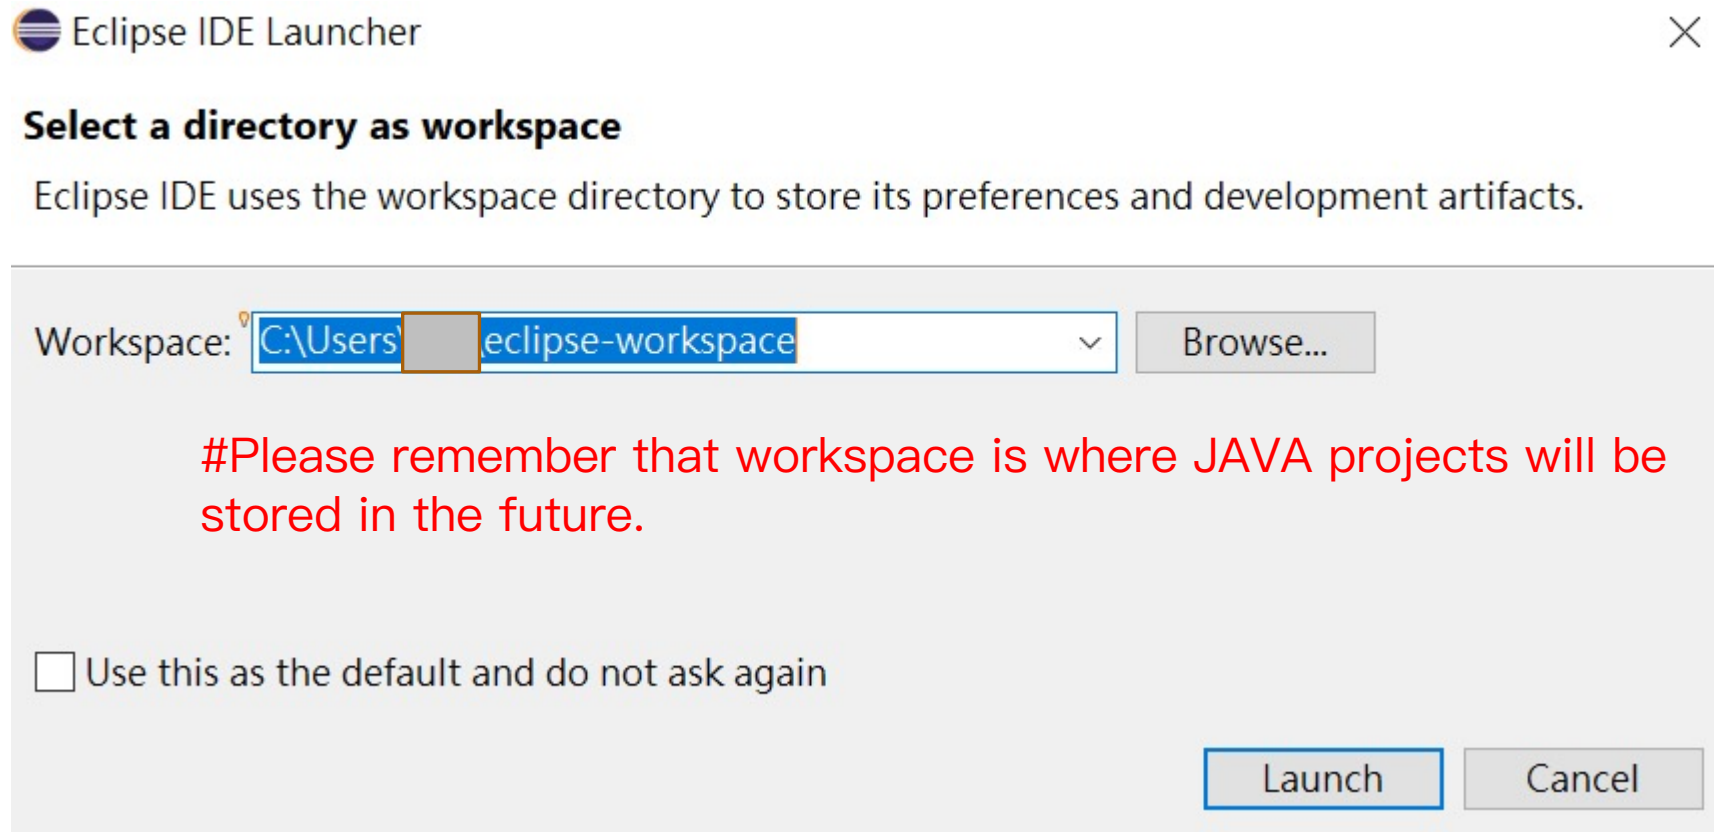 Eclipse IDE Launcher
Select a directory as workspace
Eclipse IDE uses the workspace directory to store its preferences and development artifacts.
Workspace: C:\Users\ \eclipse-workspace Browse...
#Please remember that workspace is where JAVA projects will be
stored in the future.
Use this as the default and do not ask again
Launch Cancel